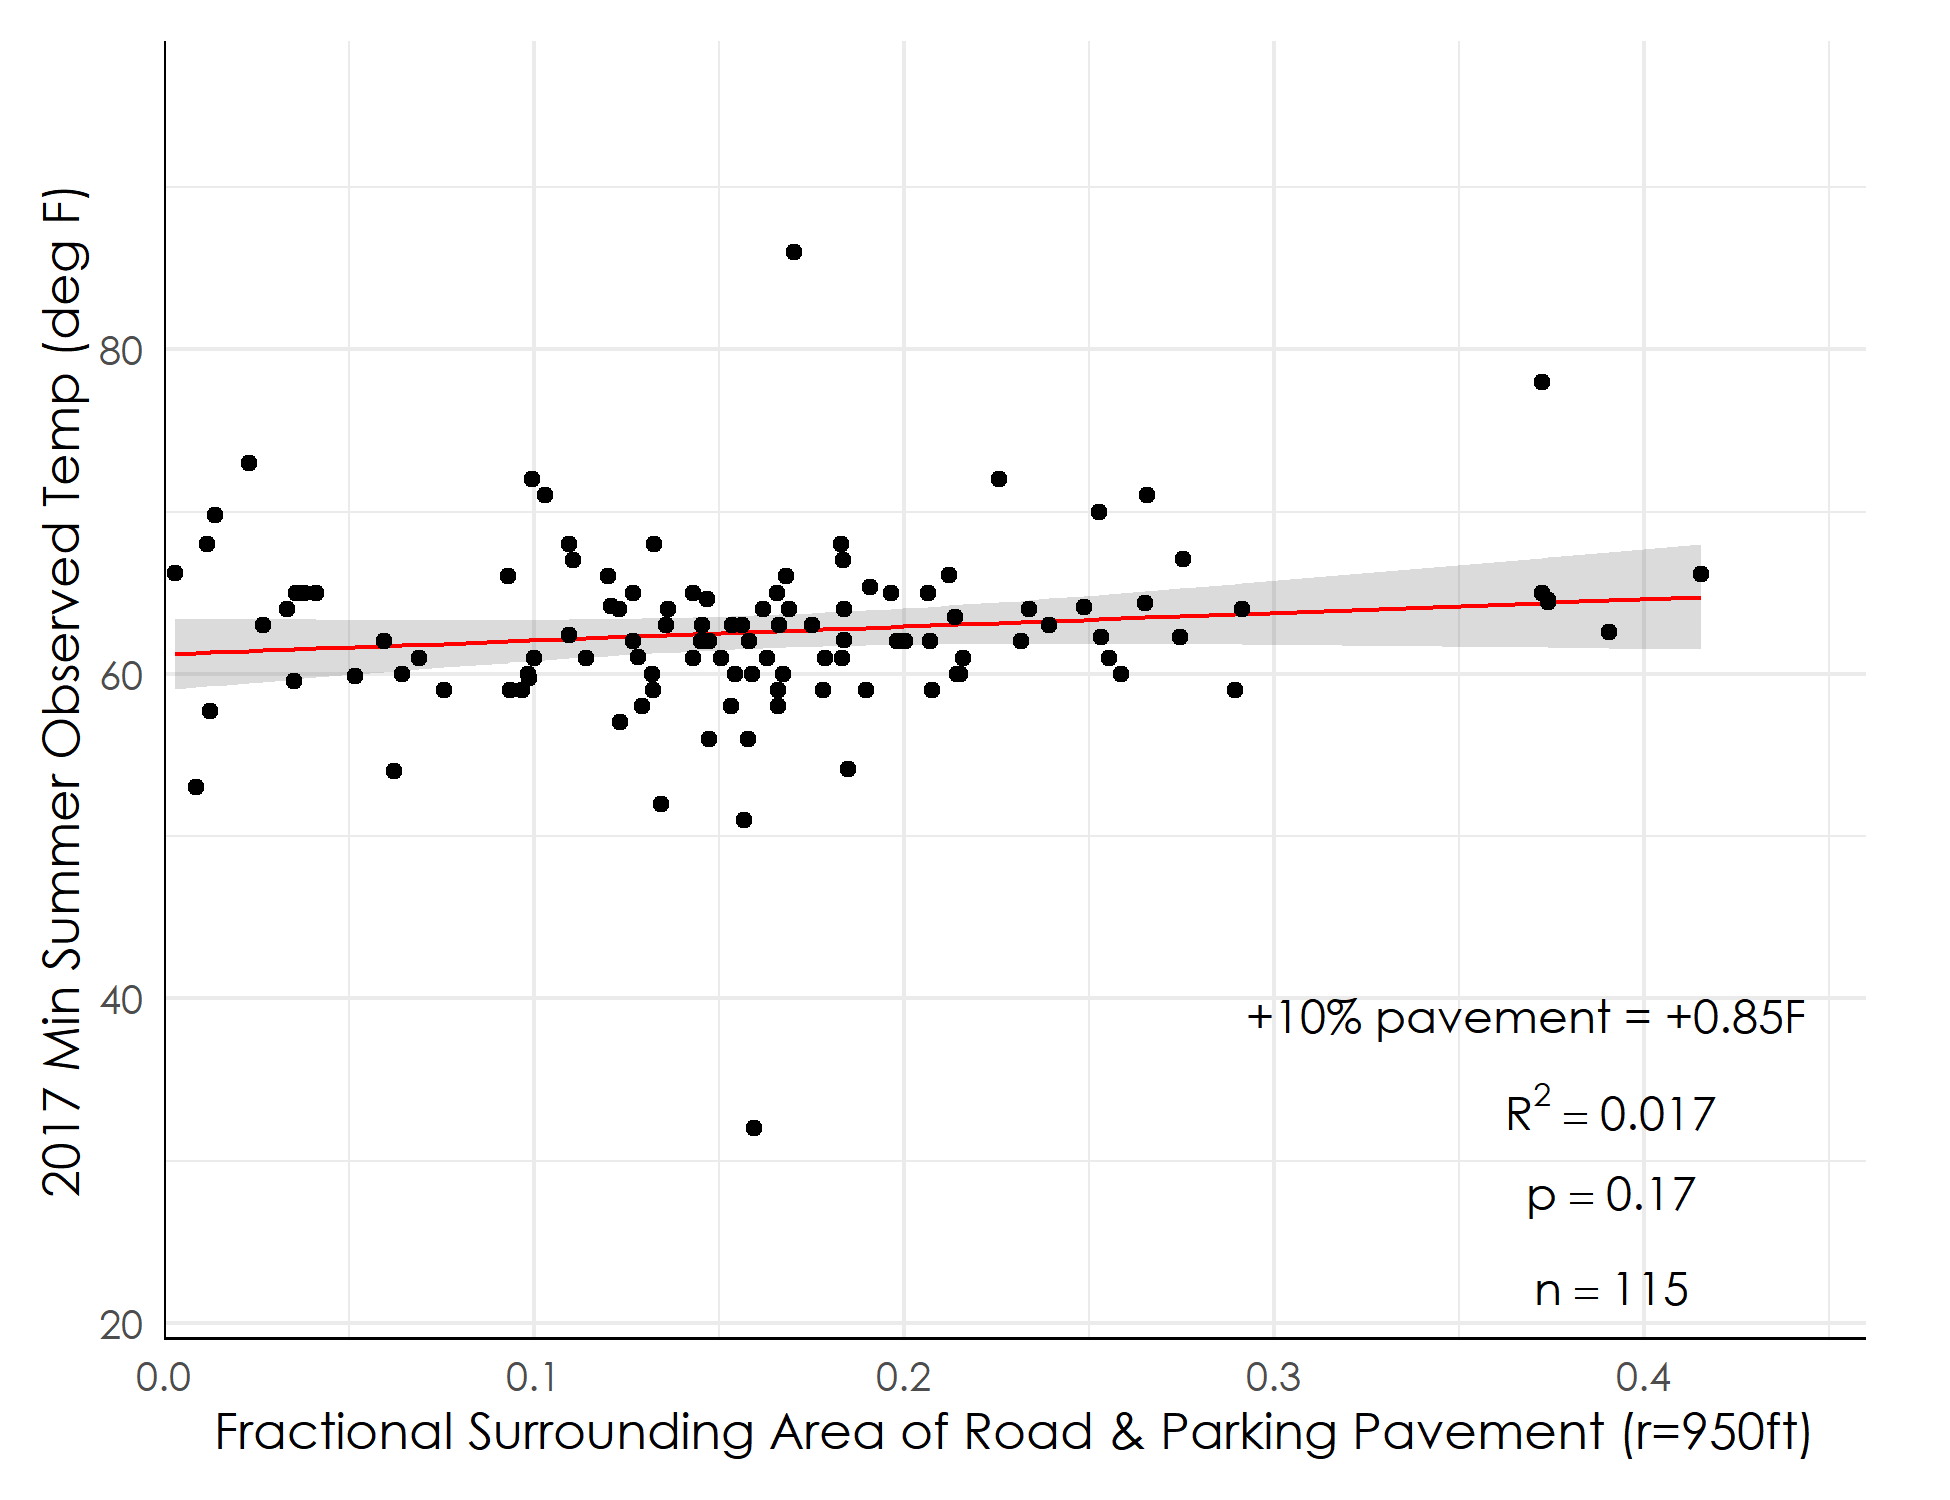 2017 Min Summer Observed Temp (deg F)
80
60
40
20
+10% pavement = +0.85F
R² = 0.017
p = 0.17
n = 115
0.0 0.1 0.2 0.3 0.4
Fractional Surrounding Area of Road & Parking Pavement (r=950ft)